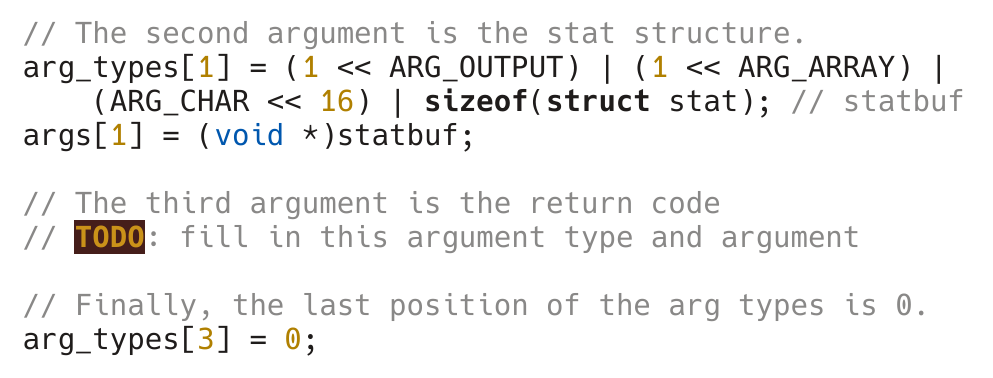 // The second argument is the stat structure.
arg_types[1] = (1 << ARG_OUTPUT) | (1 << ARG_ARRAY) |
    (ARG_CHAR << 16) | sizeof(struct stat); // statbuf
args[1] = (void *)statbuf;

// The third argument is the return code
// TODO: fill in this argument type and argument

// Finally, the last position of the arg types is 0.
arg_types[3] = 0;